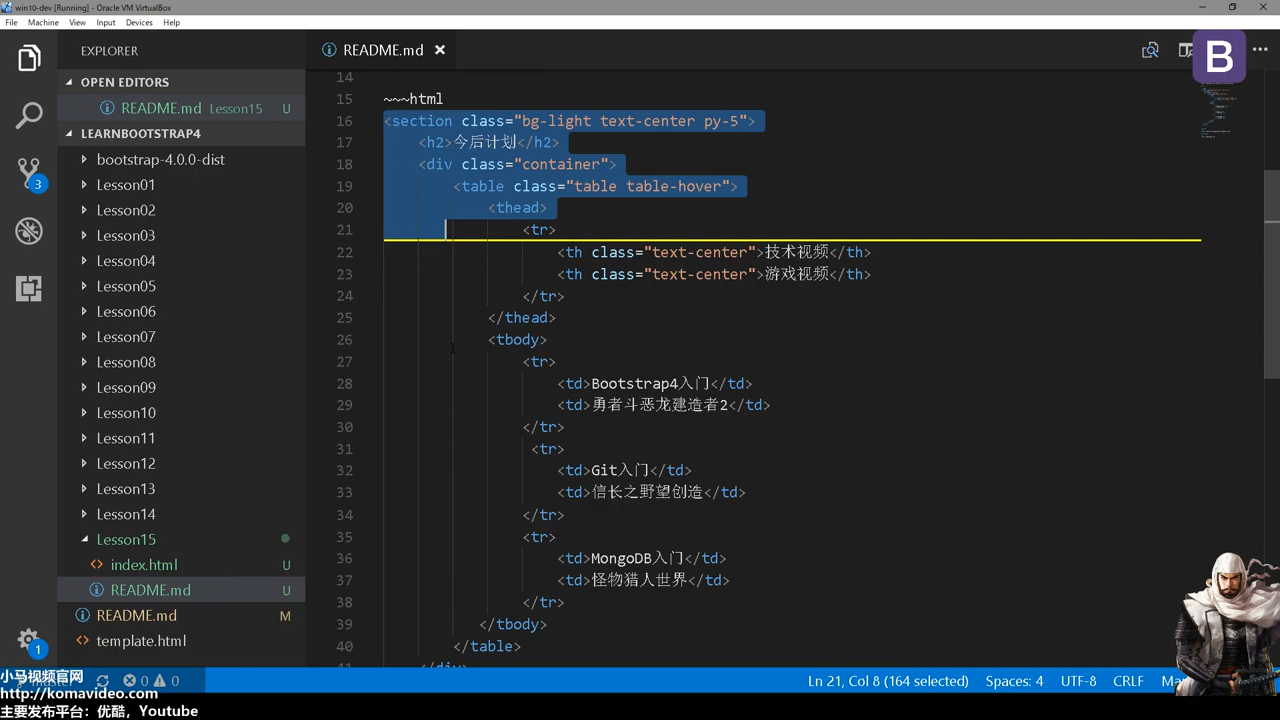 win10-dev [Running] - Oracle VM VirtualBox
File Machine View Input Devices Help
EXPLORER
README.md
OPEN EDITORS
README.md Lesson15 U
LEARNBOOTSTRAP4
bootstrap-4.0.0-dist
Lesson01
Lesson02
Lesson03
Lesson04
Lesson05
Lesson06
Lesson07
Lesson08
Lesson09
Lesson10
Lesson11
Lesson12
Lesson13
Lesson14
Lesson15
index.html U
README.md U
README.md M
template.html
3
1
B
14
15 ~~~html
16 <section class="bg-light text-center py-5">
17 <h2>今后计划</h2>
18 <div class="container">
19 <table class="table table-hover">
20 <thead>
21 <tr>
22 <th class="text-center">技术视频</th>
23 <th class="text-center">游戏视频</th>
24 </tr>
25 </thead>
26 <tbody>
27 <tr>
28 <td>Bootstrap4入门</td>
29 <td>勇者斗恶龙建造者2</td>
30 </tr>
31 <tr>
32 <td>Git入门</td>
33 <td>信长之野望创造</td>
34 </tr>
35 <tr>
36 <td>MongoDB入门</td>
37 <td>怪物猎人世界</td>
38 </tr>
39 </tbody>
40 </table>
41 </div>
0 0 Ln 21, Col 8 (164 selected) Spaces: 4 UTF-8 CRLF
小马视频官网
http://komavideo.com
主要发布平台：优酷，Youtube